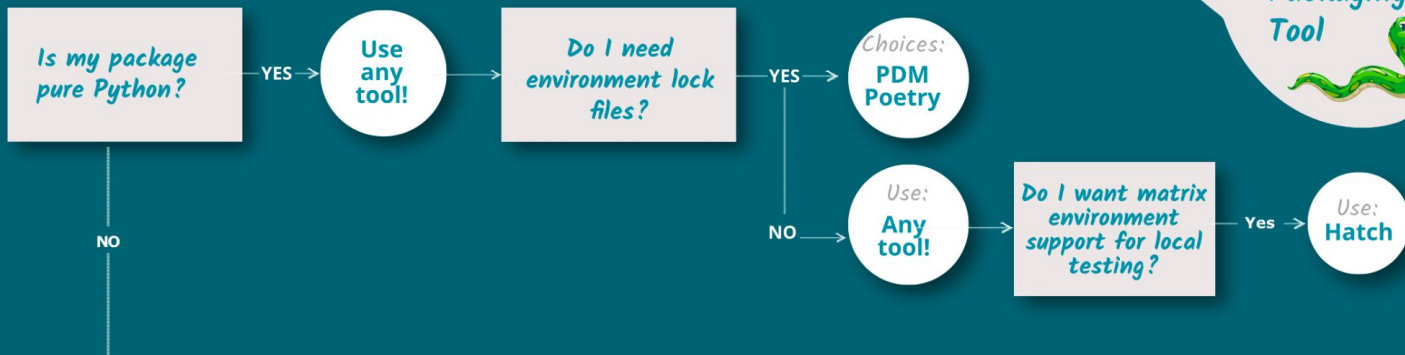 Is my package
pure Python?
YES
Use
any
tool!
Do I need
environment lock
files?
YES
Choices:
PDM
Poetry
Tool
NO
NO
Use:
Any
tool!
Do I want matrix
environment
support for local
testing?
Yes
Use:
Hatch